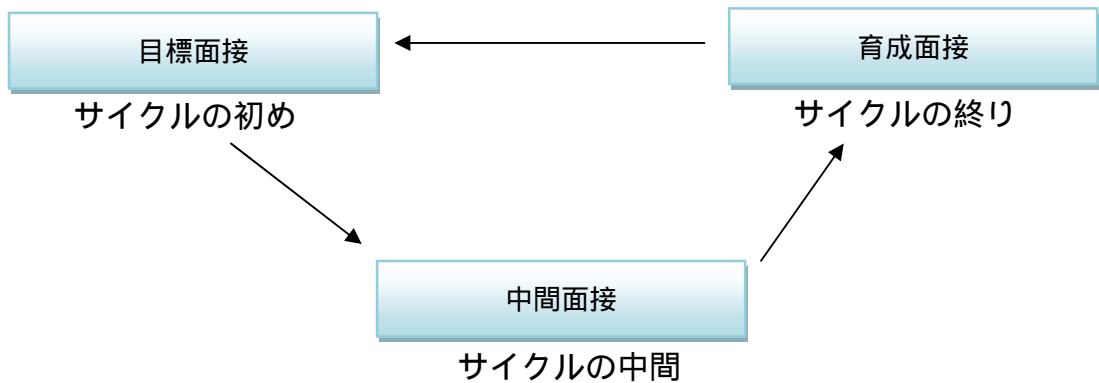 目標面接
サイクルの初め
育成面接
サイクルの終り
中間面接
サイクルの中間